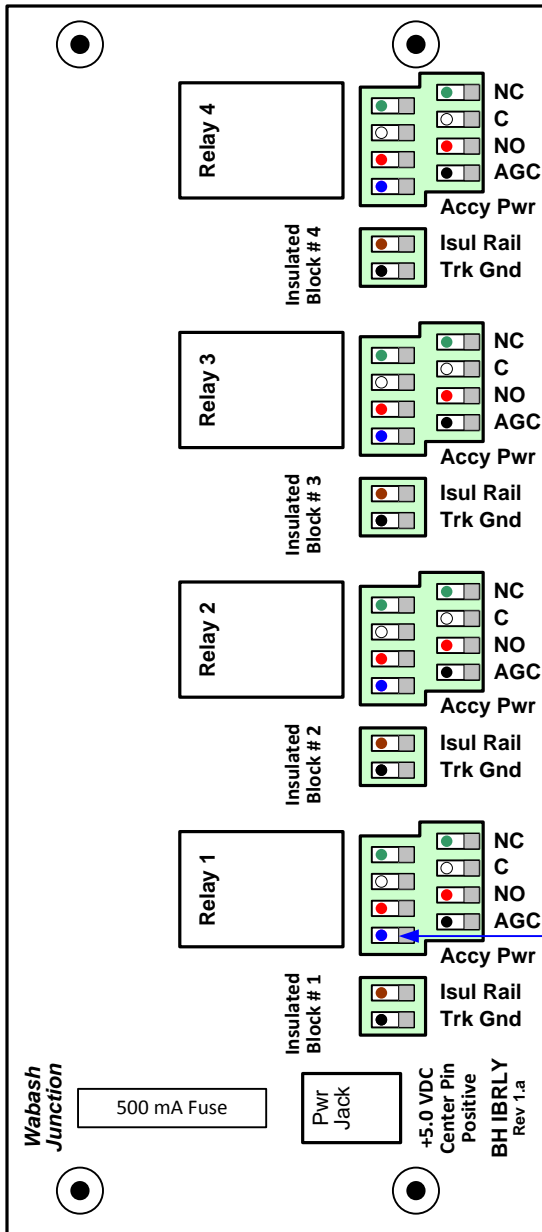 Relay 4
NC
C
NO
AGC
Accy Pwr
Insulated
Block # 4
Isul Rail
Trk Gnd
Relay 3
NC
C
NO
AGC
Accy Pwr
Insulated
Block # 3
Isul Rail
Trk Gnd
Relay 2
NC
C
NO
AGC
Accy Pwr
Insulated
Block # 2
Isul Rail
Trk Gnd
Relay 1
NC
C
NO
AGC
Accy Pwr
Insulated
Block # 1
Isul Rail
Trk Gnd
Wabash
Junction
500 mA Fuse
Pwr
Jack
+5.0 VDC
Center Pin
Positive
BH IBRLY
Rev 1.a